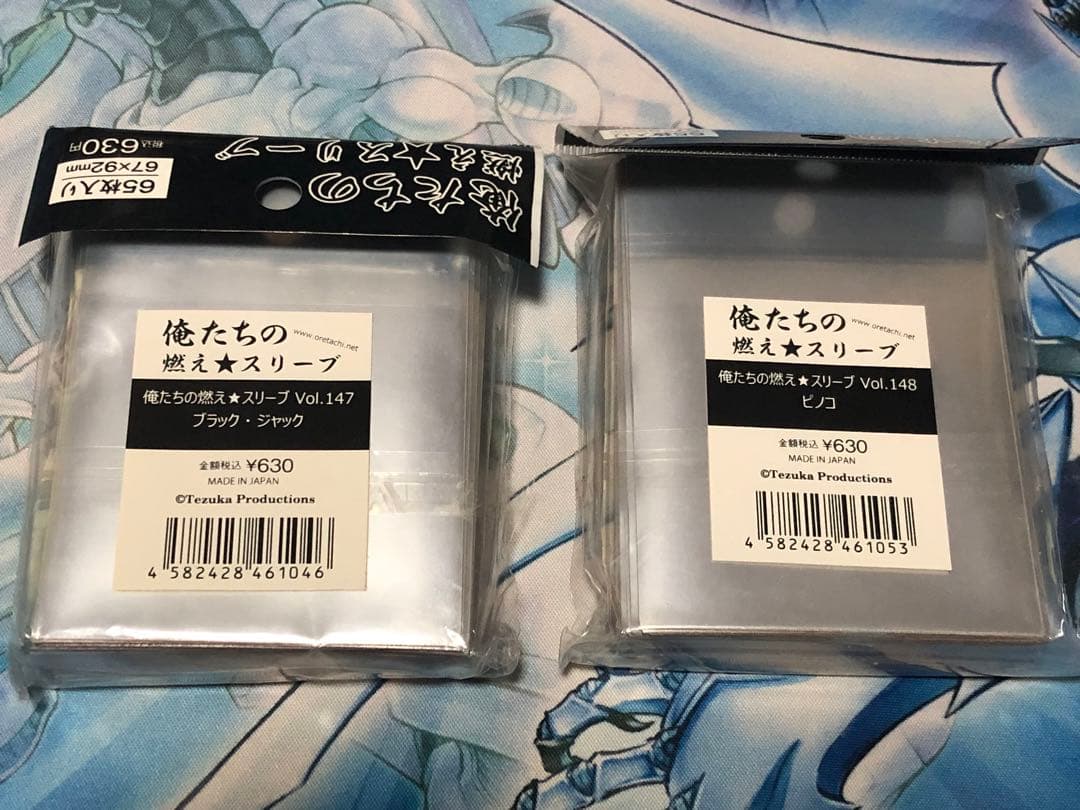 俺たちの
燃え★スリーブ
65枚入り
67×92mm
税込630円
俺たちの
www.oretachi.net
燃え★スリーブ
俺たちの燃え★スリーブ Vol.147
ブラック・ジャック
金額税込 ¥630
MADE IN JAPAN
©Tezuka Productions
4 582428 461046
俺たちの
www.oretachi.net
燃え★スリーブ
俺たちの燃え★スリーブ Vol.148
ピノコ
金額税込 ¥630
MADE IN JAPAN
©Tezuka Productions
4 582428 461053